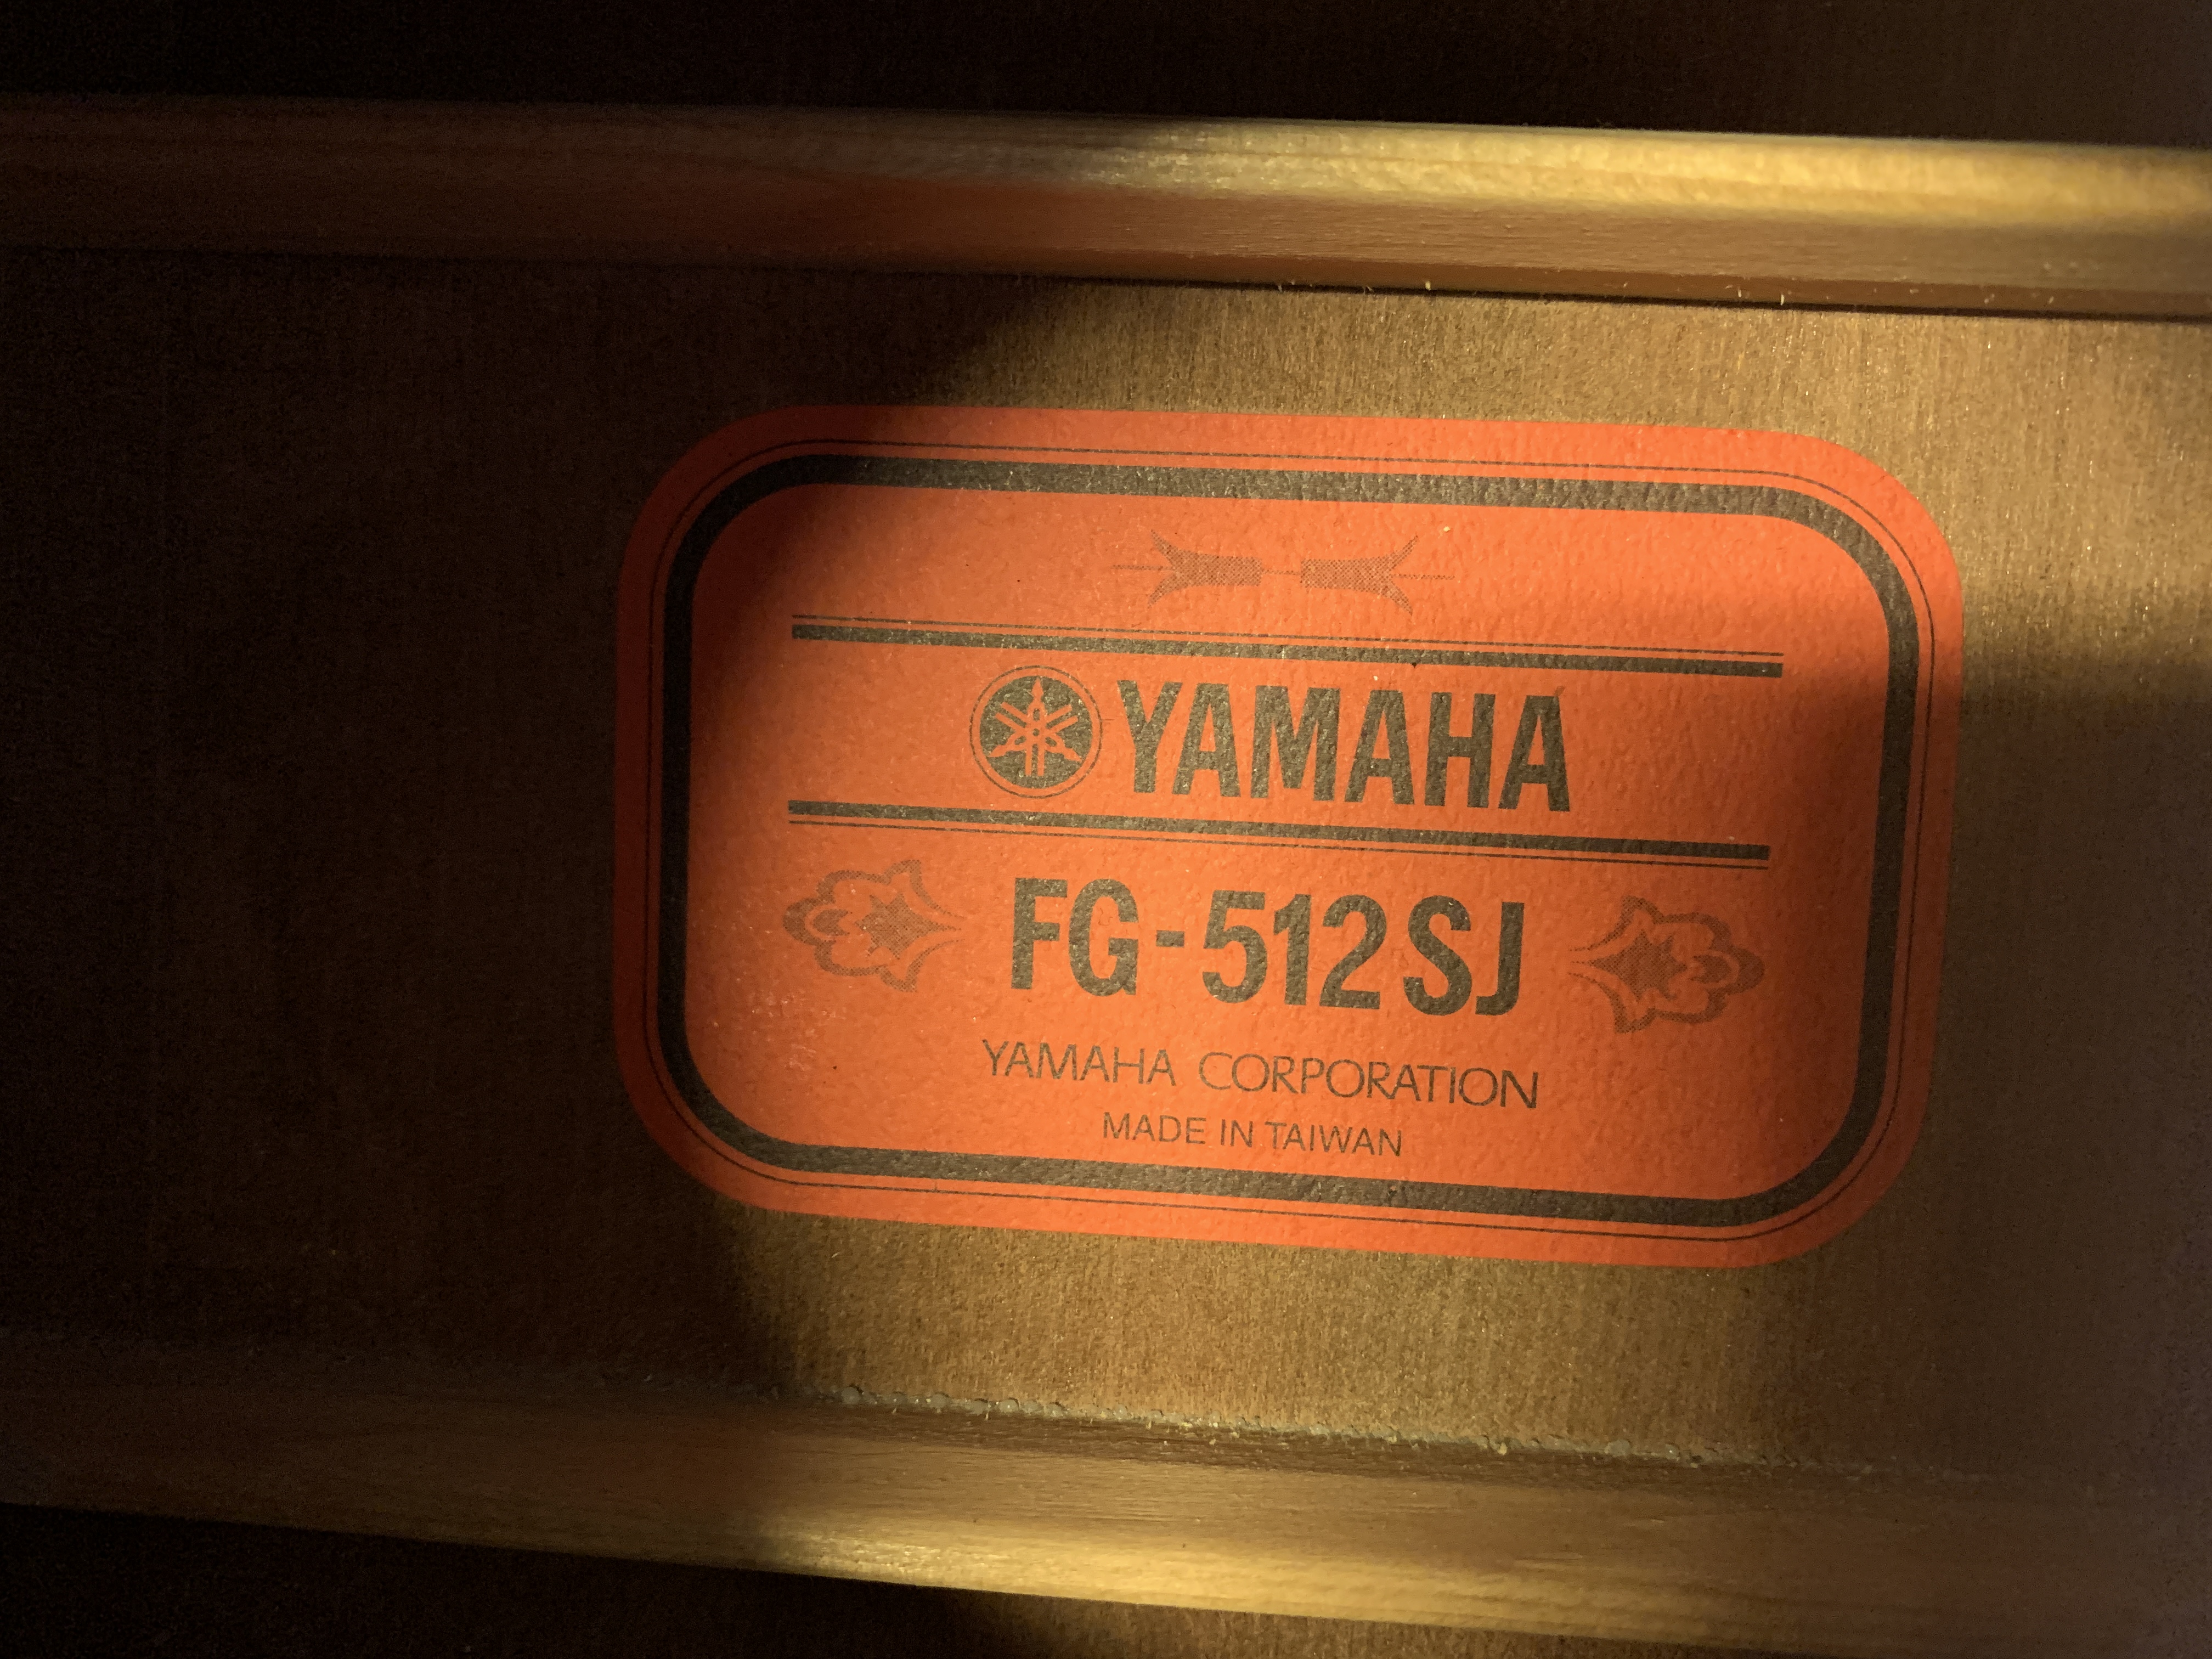 YAMAHA
FG-512SJ
YAMAHA CORPORATION
MADE IN TAIWAN